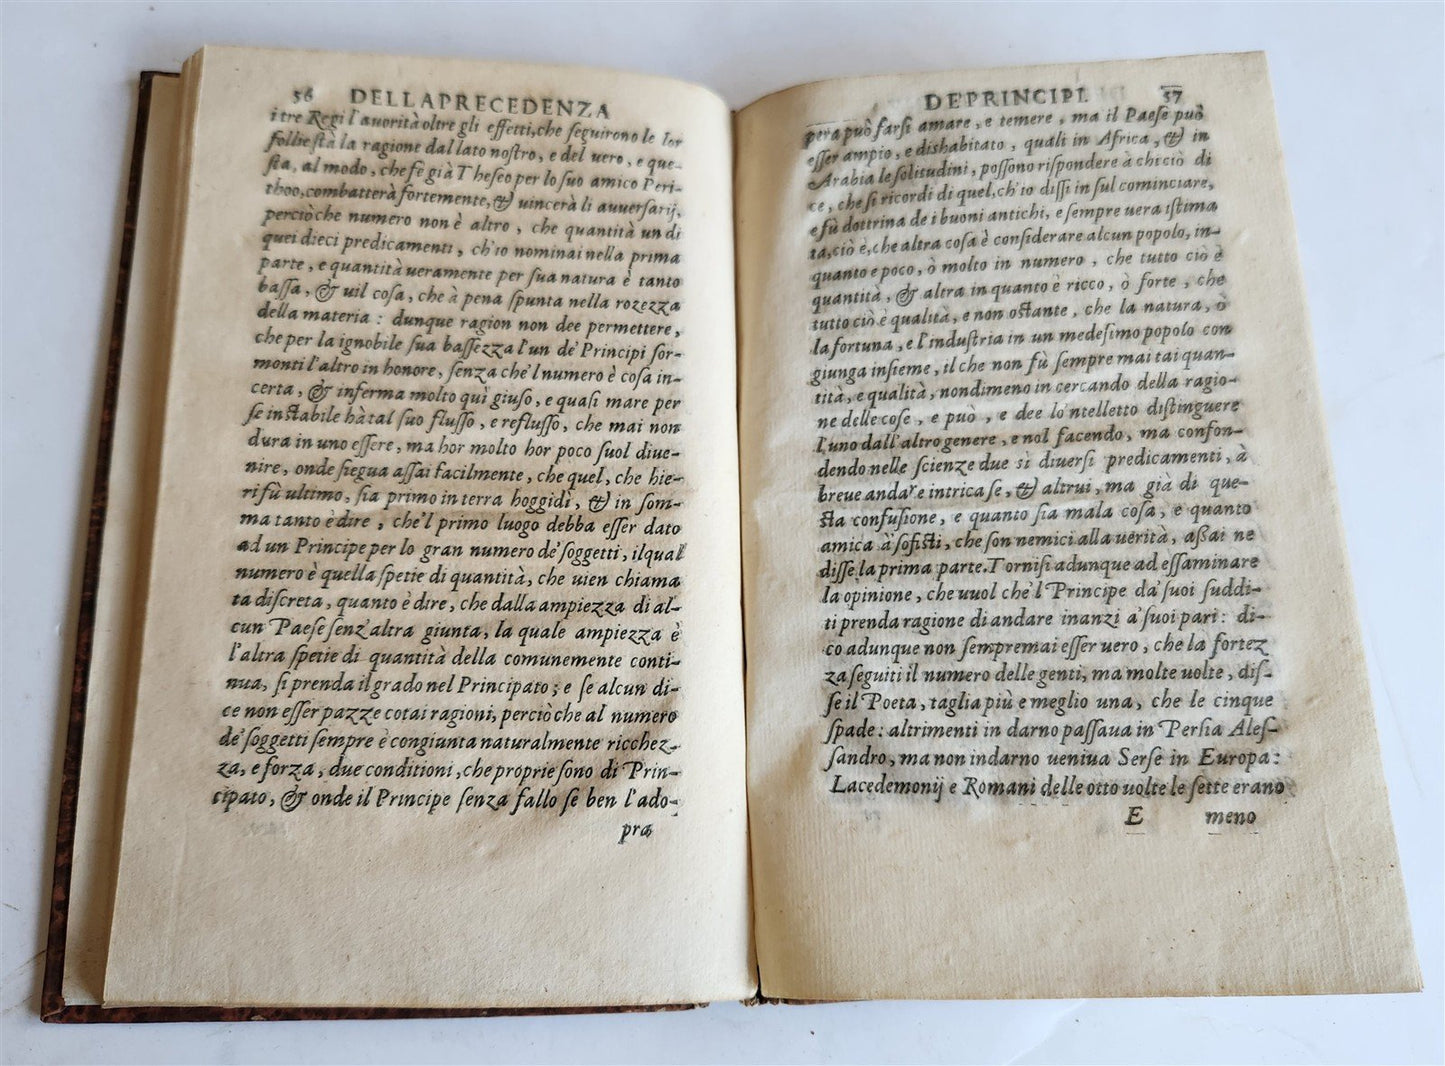 56 DELLA PRECEDENZA
i tre Regi l'auorità oltre gli effetti, che seguirono le lor
follie stà la ragione dal lato nostro, e del uero, e que-
sta, al modo, che fè già Theseo per lo suo amico Peri-
thoo, combatterà fortemente, & uincerà li auuersarij,
perciò che numero non è altro, che quantità un di
quei dieci predicamenti, ch'io nominai nella prima
parte, e quantità ueramente per sua natura è tanto
bassa, & uil cosa, che à pena spunta nella rozezza
della materia: dunque ragion non dee permettere,
che per la ignobile sua bassezza l'un de' Principi sor-
monti l'altro in honore, senza che'l numero è cosa in-
certa, & inferma molto qui giuso, e quasi mare per
se instabile hà tal suo flusso, e reflusso, che mai non
dura in uno essere, ma hor molto hor poco suol diue-
nire, onde siegua assai facilmente, che quel, che hie-
ri fù ultimo, sia primo in terra hoggidì, & in som-
ma tanto è dire, che'l primo luogo debba esser dato
ad un Principe per lo gran numero de' soggetti, ilqual
numero è quella spetie di quantità, che uien chiama
ta discreta, quanto è dire, che dalla ampiezza di al-
cun Paese senz'altra giunta, la quale ampiezza è
l'altra spetie di quantità della comunemente conti-
nua, si prenda il grado nel Principato; e se alcun di-
ce non esser pazze cotai ragioni, perciò che al numero
de' soggetti sempre è congiunta naturalmente ricchez-
za, e forza, due conditioni, che proprie sono di Prin-
cipato, & onde il Principe senza fallo se ben l'ado-
pra
DE PRINCIPI. 57
pera può farsi amare, e temere, ma il Paese può
esser ampio, e dishabitato, quali in Africa, & in
Arabia le solitudini, possono rispondere à chi ciò di
ce, che si ricordi di quel, ch'io dissi in sul cominciare,
e fù dottrina de i buoni antichi, e sempre uera istima
ta, ciò è, che altra cosa è considerare alcun popolo, in-
quanto e poco, ò molto in numero, che tutto ciò è
quantità, & altra in quanto è ricco, ò forte, che
tutto ciò è qualità, e non ostante, che la natura, ò
la fortuna, e l'industria in un medesimo popolo con
giunga insieme, il che non fù sempre mai tai quan-
tità, e qualità, nondimeno in cercando della ragio-
ne delle cose, e può, e dee lo'ntelletto distinguere
l'uno dall'altro genere, e nol facendo, ma confon-
dendo nelle scienze due sì diuersi predicamenti, à
breue andare intrica se, & altrui, ma già di que-
sta confusione, e quanto sia mala cosa, e quanto
amica a' sofisti, che son nemici alla uerità, assai ne
disse la prima parte. Tornisi adunque ad essaminare
la opinione, che uuol che'l Principe da' suoi suddi-
ti prenda ragione di andare inanzi a' suoi pari: di-
co adunque non sempremai esser uero, che la fortez
za seguiti il numero delle genti, ma molte uolte, dis-
se il Poeta, taglia più e meglio una, che le cinque
spade: altrimenti in darno passaua in Persia Ales-
sandro, ma non indarno ueniua Serse in Europa:
Lacedemonij e Romani delle otto uolte le sette erano
E meno